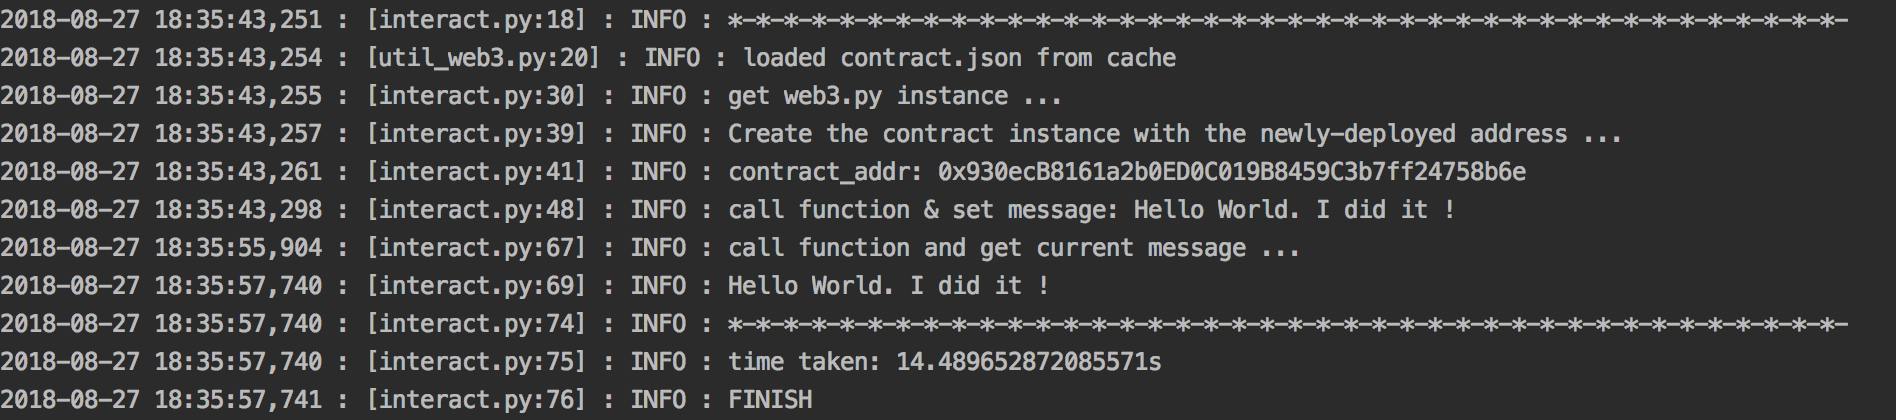 2018-08-27 18:35:43,251 : [interact.py:18] : INFO : *-*-*-*-*-*-*-*-*-*-*-*-*-*-*-*-*-*-*-*-*-*-*-*-*-*-*-*-*-*-*-*-*-*-*-*-*-*-*-*-
2018-08-27 18:35:43,254 : [util_web3.py:20] : INFO : loaded contract.json from cache
2018-08-27 18:35:43,255 : [interact.py:30] : INFO : get web3.py instance ...
2018-08-27 18:35:43,257 : [interact.py:39] : INFO : Create the contract instance with the newly-deployed address ...
2018-08-27 18:35:43,261 : [interact.py:41] : INFO : contract_addr: 0x930ecB8161a2b0ED0C019B8459C3b7ff24758b6e
2018-08-27 18:35:43,298 : [interact.py:48] : INFO : call function & set message: Hello World. I did it !
2018-08-27 18:35:55,904 : [interact.py:67] : INFO : call function and get current message ...
2018-08-27 18:35:57,740 : [interact.py:69] : INFO : Hello World. I did it !
2018-08-27 18:35:57,740 : [interact.py:74] : INFO : *-*-*-*-*-*-*-*-*-*-*-*-*-*-*-*-*-*-*-*-*-*-*-*-*-*-*-*-*-*-*-*-*-*-*-*-*-*-*-*-
2018-08-27 18:35:57,740 : [interact.py:75] : INFO : time taken: 14.489652872085571s
2018-08-27 18:35:57,741 : [interact.py:76] : INFO : FINISH